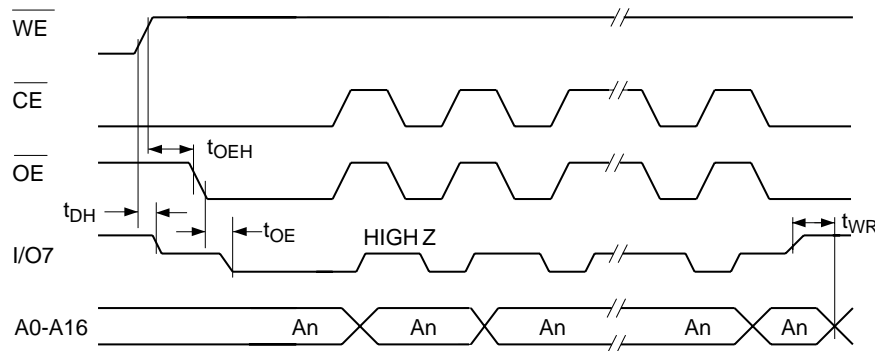 WE
CE
tOEH
OE
tDH
tOE
tWR
I/O7
HIGH Z
A0-A16
An An An An An